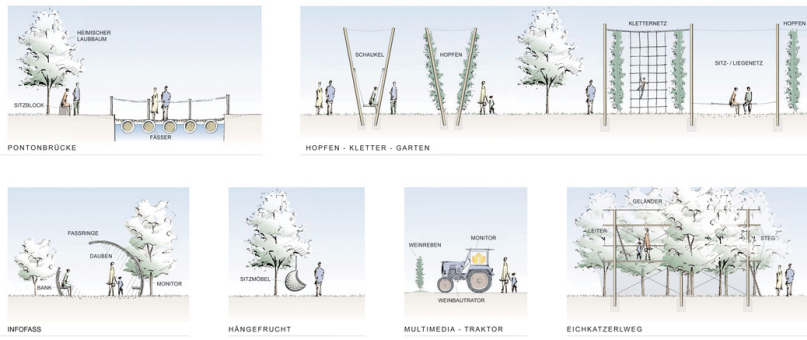 HEIMISCHER
LAUBBAUM
SITZBLOCK
FÄSSER
PONTONBRÜCKE
SCHAUKEL
HOPFEN
KLETTERNETZ
HOPFEN
SITZ- / LIEGENETZ
HOPFEN - KLETTER - GARTEN
FASSRINGE
DAUBEN
BANK
MONITOR
INFOFASS
SITZMÖBEL
HÄNGEFRUCHT
WEINREBEN
MONITOR
WEINBAUTRATOR
MULTIMEDIA - TRAKTOR
GELÄNDER
LEITER
STEG
EICHKATZERLWEG